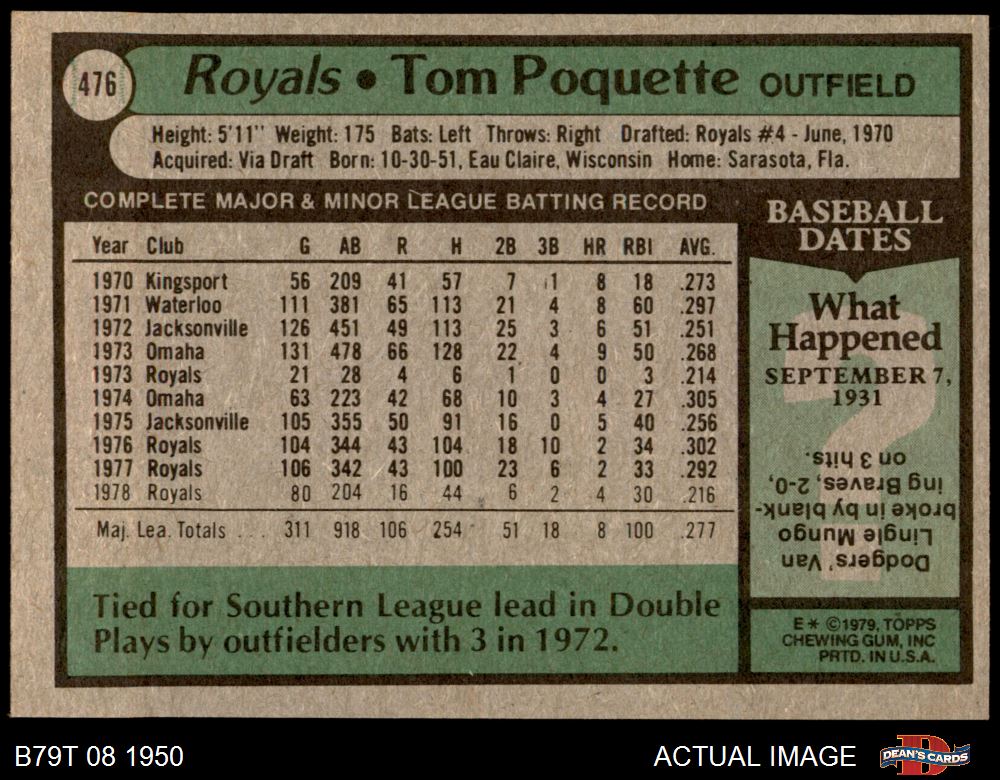 476
Royals • Tom Poquette OUTFIELD
Height: 5'11" Weight: 175 Bats: Left Throws: Right Drafted: Royals #4 - June, 1970
Acquired: Via Draft Born: 10-30-51, Eau Claire, Wisconsin Home: Sarasota, Fla.
COMPLETE MAJOR & MINOR LEAGUE BATTING RECORD
Year Club G AB R H 2B 3B HR RBI AVG.
1970 Kingsport 56 209 41 57 7 1 8 18 .273
1971 Waterloo 111 381 65 113 21 4 8 60 .297
1972 Jacksonville 126 451 49 113 25 3 6 51 .251
1973 Omaha 131 478 66 128 22 4 9 50 .268
1973 Royals 21 28 4 6 1 0 0 3 .214
1974 Omaha 63 223 42 68 10 3 4 27 .305
1975 Jacksonville 105 355 50 91 16 0 5 40 .256
1976 Royals 104 344 43 104 18 10 2 34 .302
1977 Royals 106 342 43 100 23 6 2 33 .292
1978 Royals 80 204 16 44 6 2 4 30 .216
Maj. Lea. Totals . . . 311 918 106 254 51 18 8 100 .277
Tied for Southern League lead in Double
Plays by outfielders with 3 in 1972.
BASEBALL
DATES
What
Happened
SEPTEMBER 7,
1931
Dodgers' Van
Lingle Mungo
broke in by blank-
ing Braves, 2-0,
on 3 hits.
E* ©1979, TOPPS
CHEWING GUM, INC
PRTD. IN U.S.A.
B79T 08 1950
ACTUAL IMAGE
DEAN'S CARDS